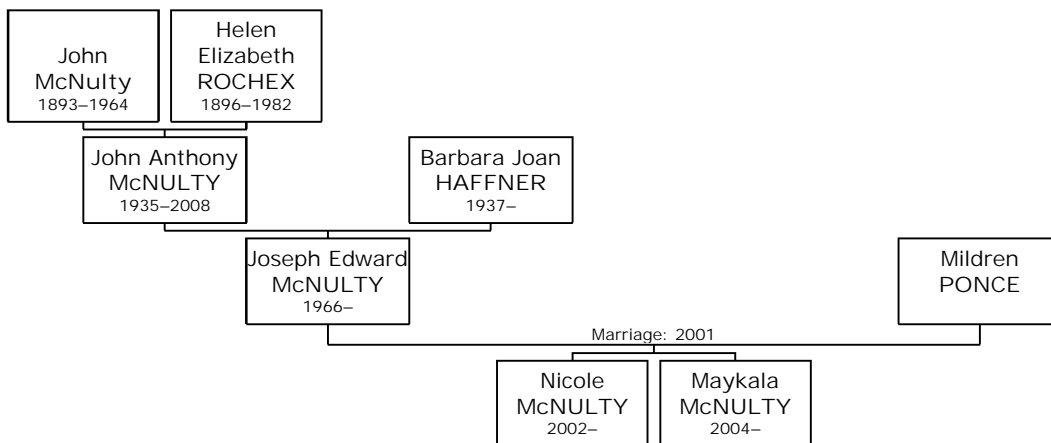 John
McNulty
1893–1964
Helen
Elizabeth
ROCHEX
1896–1982
John Anthony
McNULTY
1935–2008
Barbara Joan
HAFFNER
1937–
Joseph Edward
McNULTY
1966–
Mildren
PONCE
Marriage: 2001
Nicole
McNULTY
2002–
Maykala
McNULTY
2004–